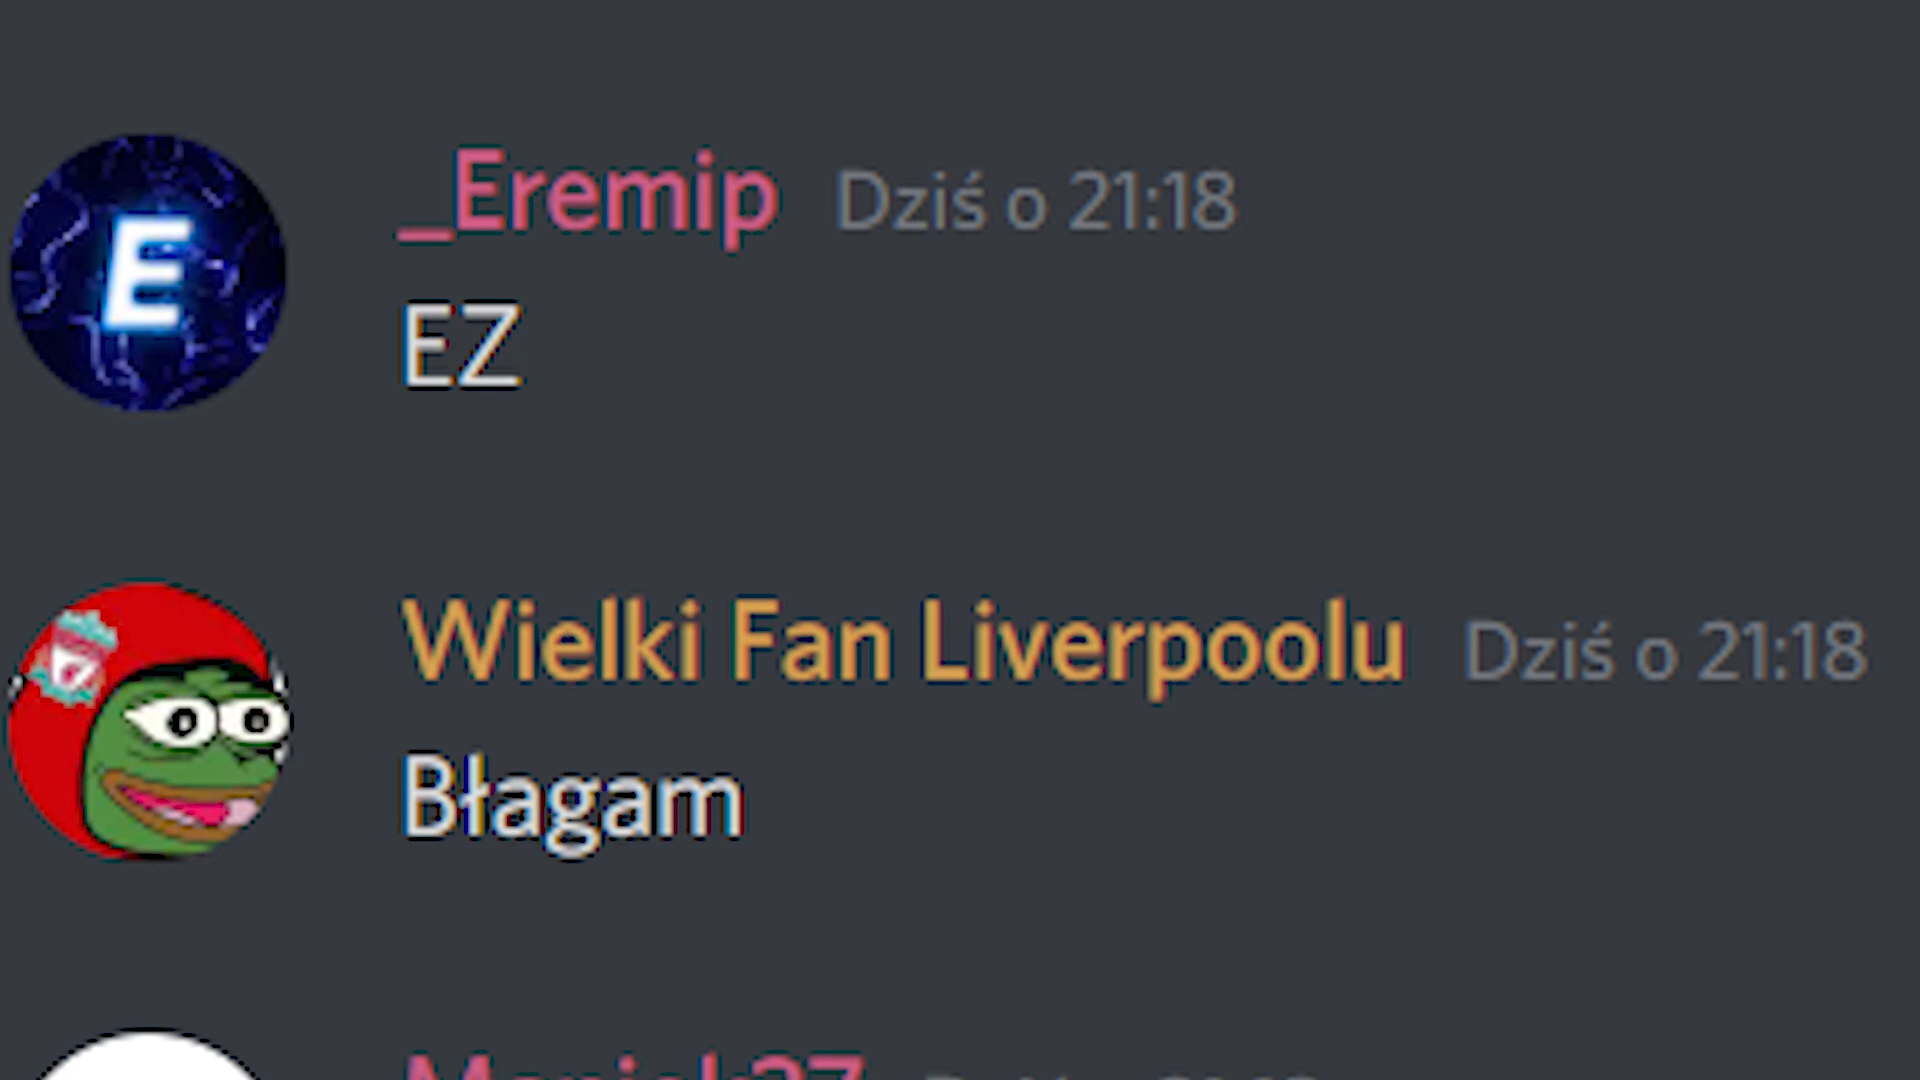 E
_Eremip Dziś o 21:18
EZ
Wielki Fan Liverpoolu Dziś o 21:18
Błagam